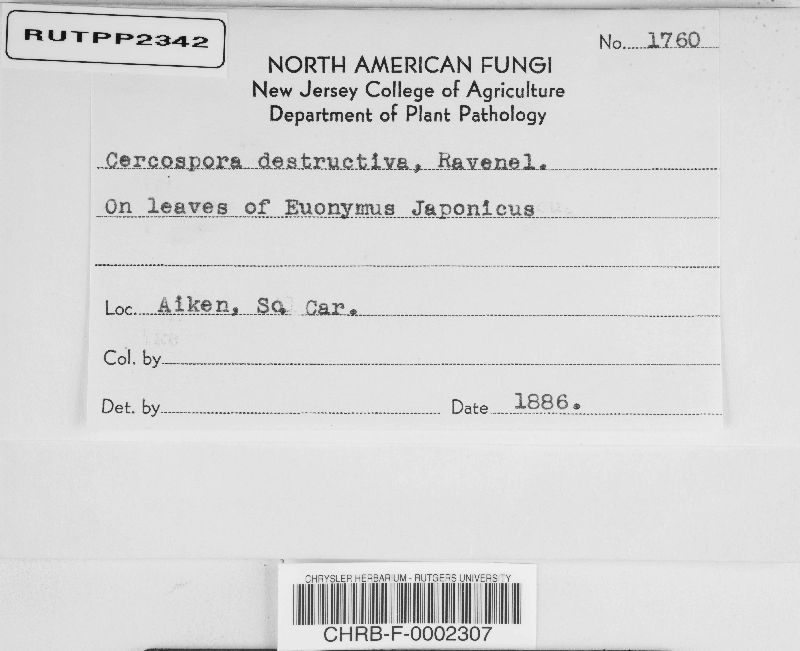 RUTPP2342
No. 1760
NORTH AMERICAN FUNGI
New Jersey College of Agriculture
Department of Plant Pathology
Cercospora destructiva, Ravenel.
On leaves of Euonymus Japonicus
Loc. Aiken, So. Car.
Col. by
Det. by Date 1886.
CHRYSLER HERBARIUM - RUTGERS UNIVERSITY
CHRB-F-0002307